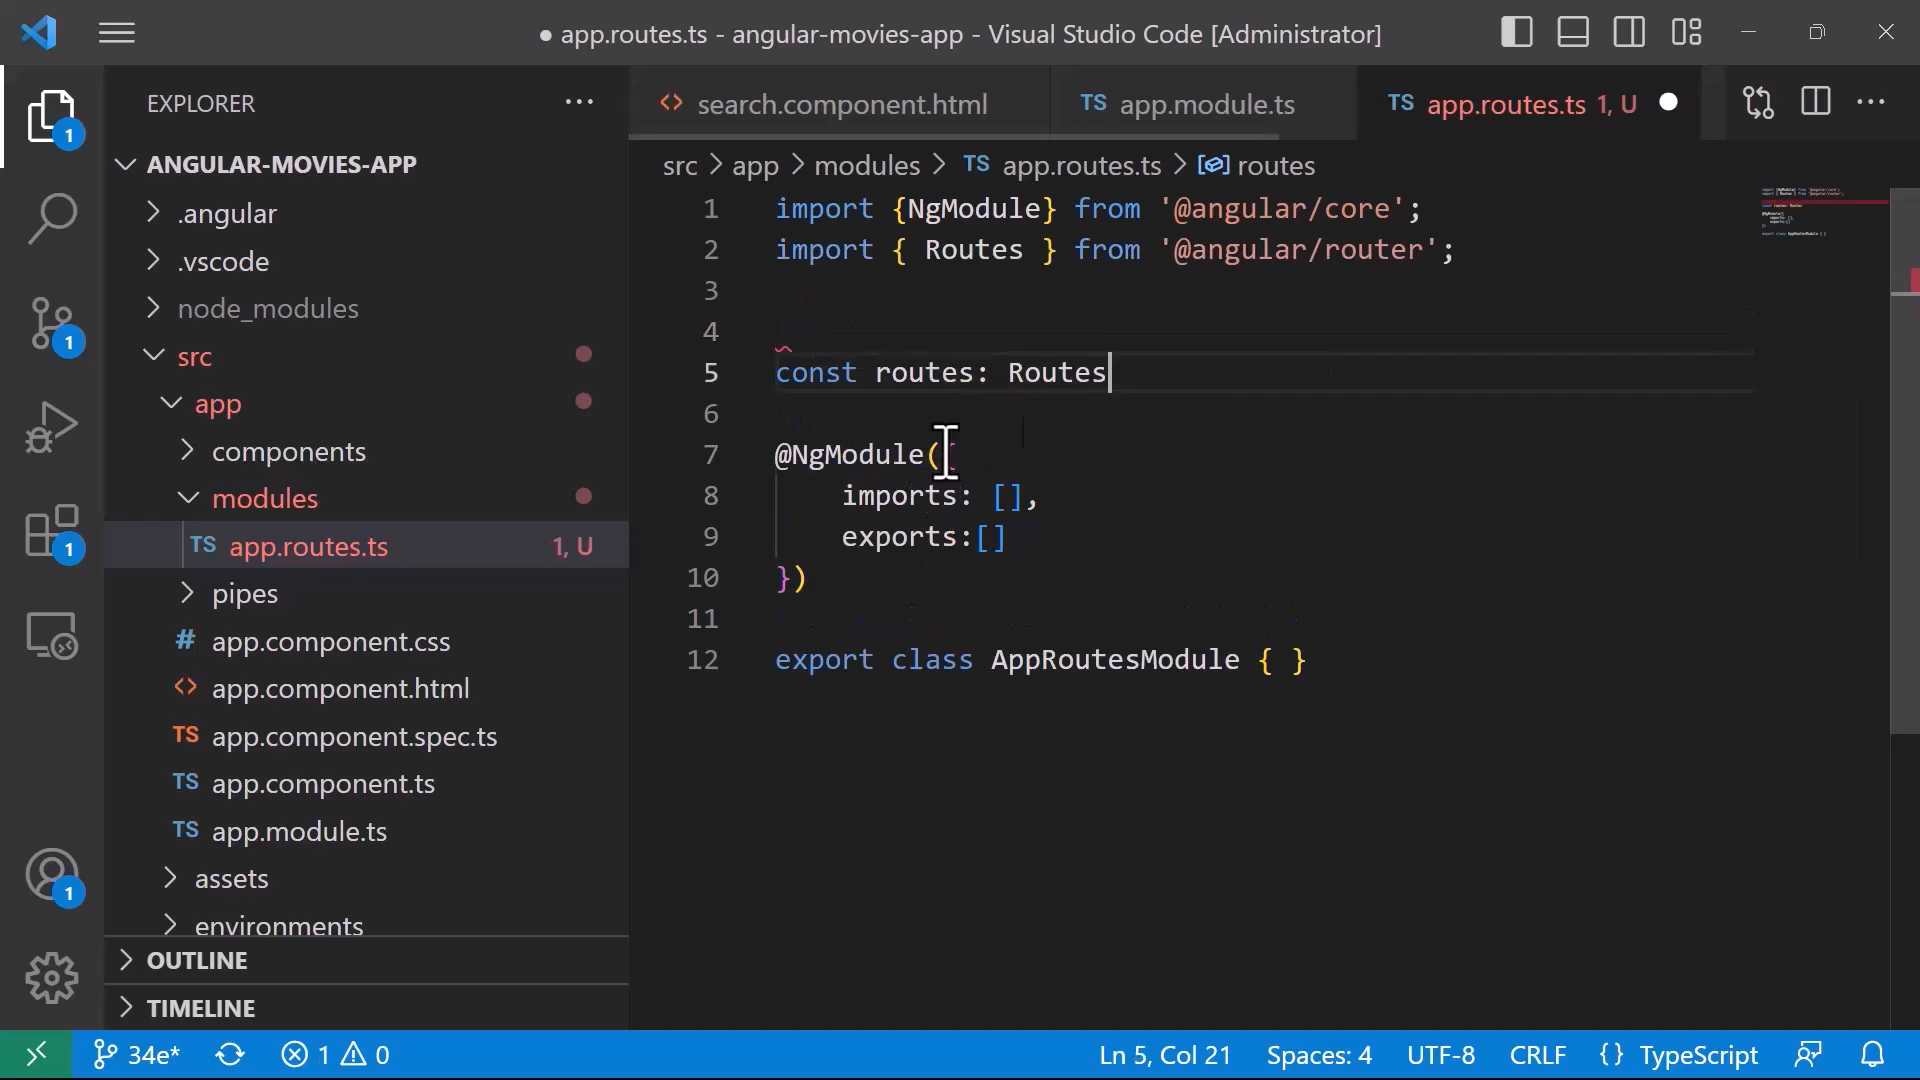 ● app.routes.ts - angular-movies-app - Visual Studio Code [Administrator]
EXPLORER
search.component.html
TS app.module.ts
TS app.routes.ts 1, U
ANGULAR-MOVIES-APP
.angular
.vscode
node_modules
src
app
components
modules
TS app.routes.ts 1, U
pipes
# app.component.css
<> app.component.html
TS app.component.spec.ts
TS app.component.ts
TS app.module.ts
assets
environments
OUTLINE
TIMELINE
src > app > modules > TS app.routes.ts > routes
1 import {NgModule} from '@angular/core';
2 import { Routes } from '@angular/router';
3
4
5 const routes: Routes
6
7 @NgModule({
8 imports: [],
9 exports:[]
10 })
11
12 export class AppRoutesModule { }
1
1
1
1
34e* 1 0 Ln 5, Col 21 Spaces: 4 UTF-8 CRLF {} TypeScript